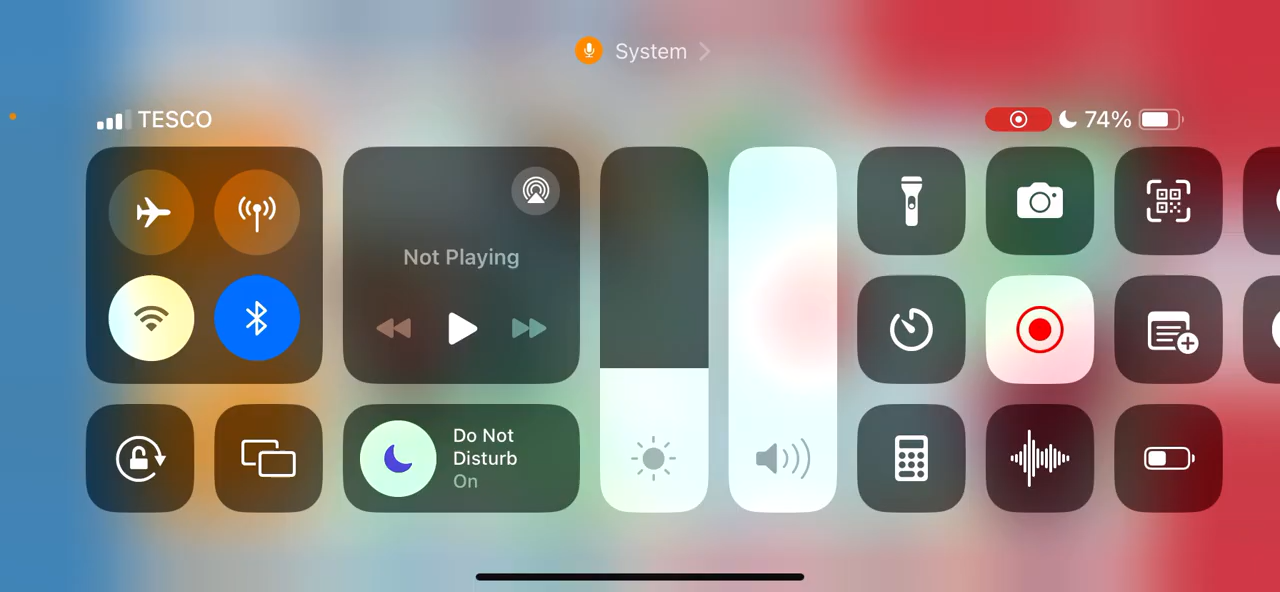 System
TESCO
74%
Not Playing
Do Not
Disturb
On